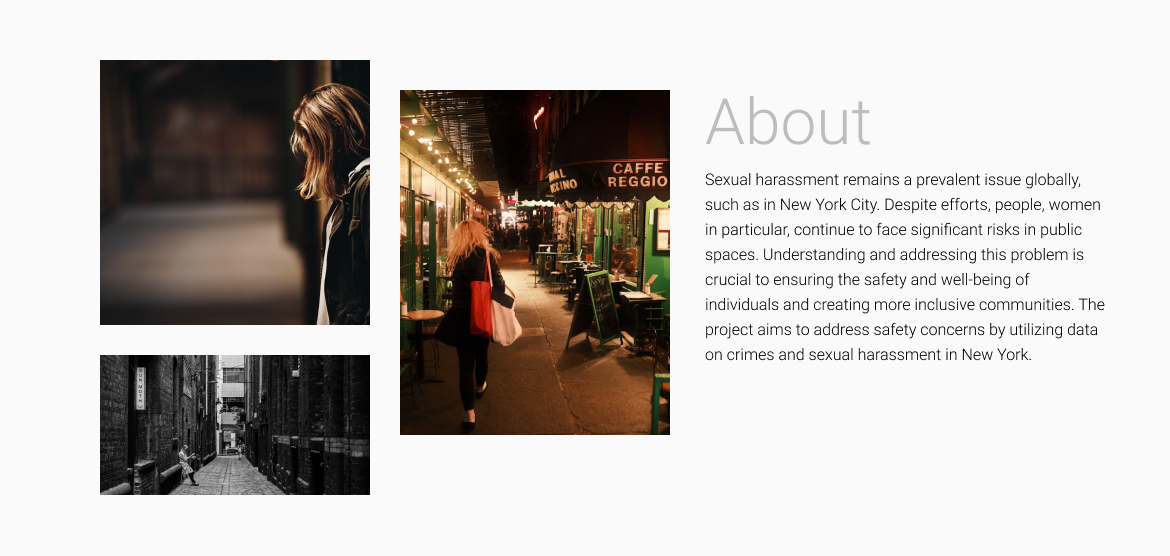 About
Sexual harassment remains a prevalent issue globally,
such as in New York City. Despite efforts, people, women
in particular, continue to face significant risks in public
spaces. Understanding and addressing this problem is
crucial to ensuring the safety and well-being of
individuals and creating more inclusive communities. The
project aims to address safety concerns by utilizing data
on crimes and sexual harassment in New York.
CAFFE
REGGIO